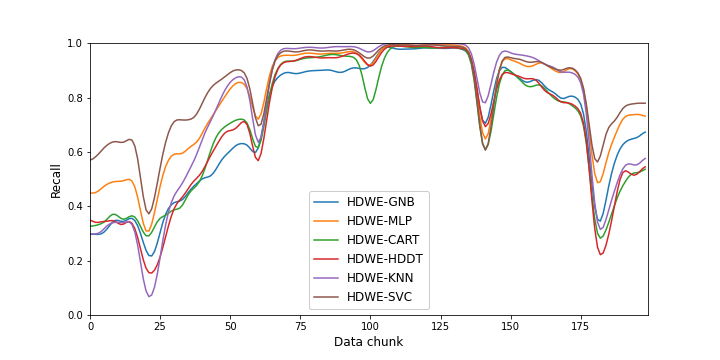 1.0
0.8
0.6
0.4
0.2
0.0
Recall
HDWE-GNB
HDWE-MLP
HDWE-CART
HDWE-HDDT
HDWE-KNN
HDWE-SVC
0 25 50 75 100 125 150 175
Data chunk